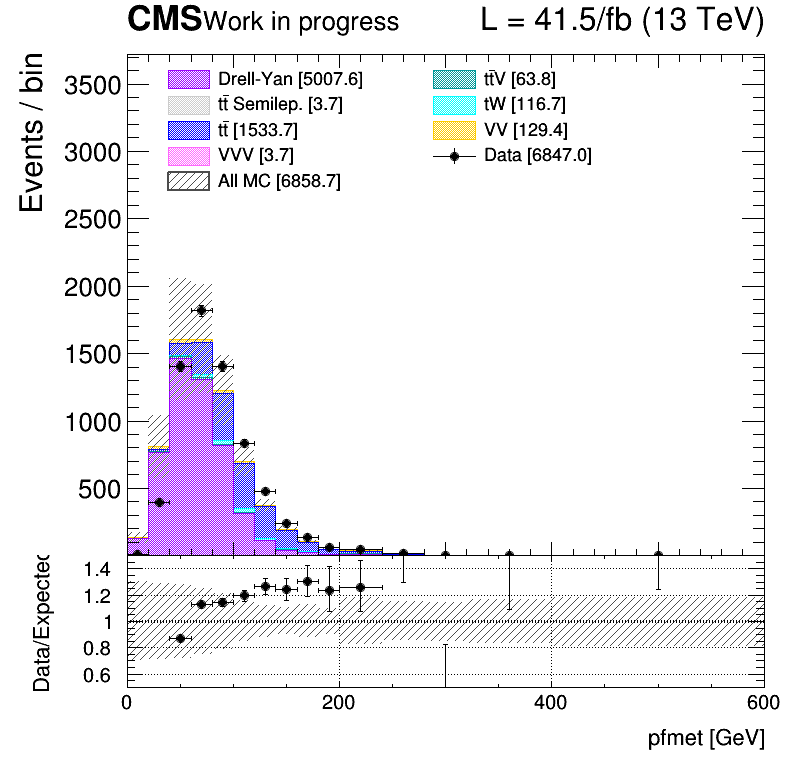 CMS Work in progress L = 41.5/fb (13 TeV)
Events / bin
3500
3000
2500
2000
1500
1000
500
Drell-Yan [5007.6]
tt̄ Semilep. [3.7]
tt̄ [1533.7]
VVV [3.7]
All MC [6858.7]
tt̄V [63.8]
tW [116.7]
VV [129.4]
Data [6847.0]
Data/Expected
1.4
1.2
1
0.8
0.6
0 200 400 600
pfmet [GeV]